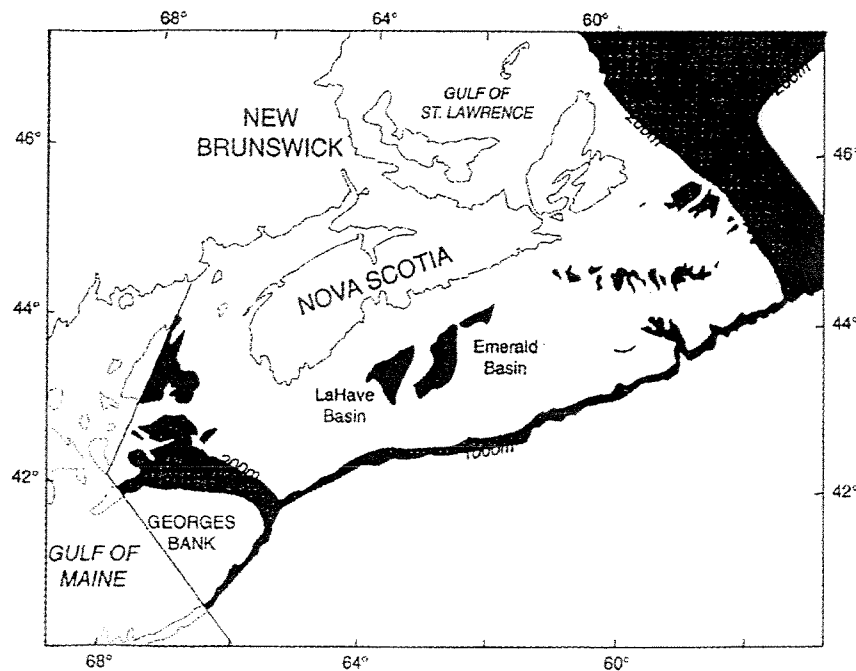 68°
64°
60°
GULF OF
ST. LAWRENCE
NEW
BRUNSWICK
200m
200m
46°
46°
NOVA SCOTIA
44°
44°
Emerald
Basin
LaHave
Basin
200m
1000m
42°
42°
GEORGES
BANK
GULF OF
MAINE
68°
64°
60°